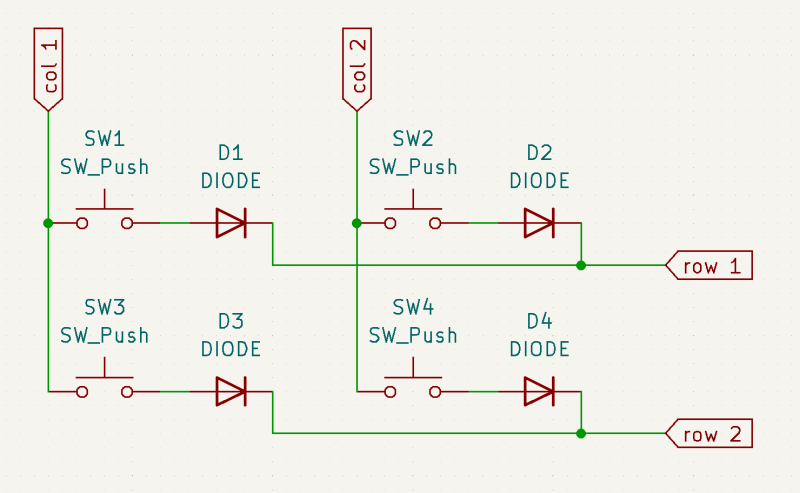 col 1
col 2
SW1
SW_Push
D1
DIODE
SW2
SW_Push
D2
DIODE
row 1
SW3
SW_Push
D3
DIODE
SW4
SW_Push
D4
DIODE
row 2